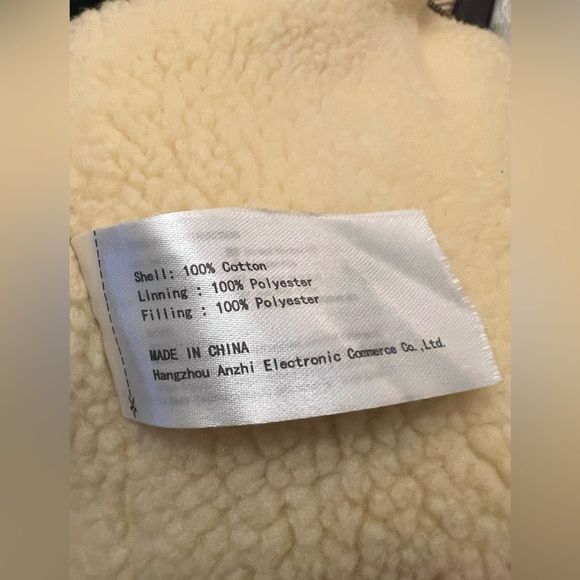 Shell: 100% Cotton
Linning : 100% Polyester
Filling : 100% Polyester
MADE IN CHINA
Hangzhou Anzhi Electronic Commerce Co.,Ltd.